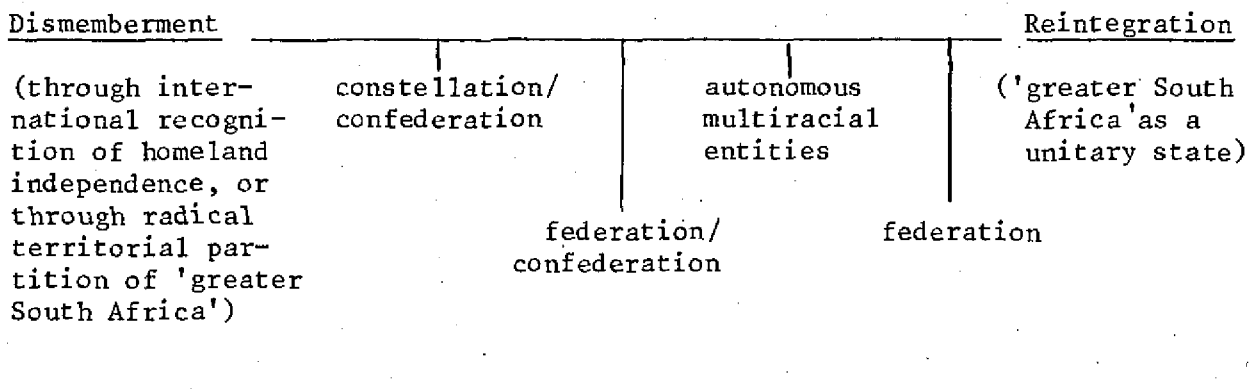 Dismemberment
Reintegration
(through inter-
national recogni-
tion of homeland
independence, or
through radical
territorial par-
tition of 'greater
South Africa')
constellation/
confederation
federation/
confederation
autonomous
multiracial
entities
federation
('greater South
Africa'as a
unitary state)